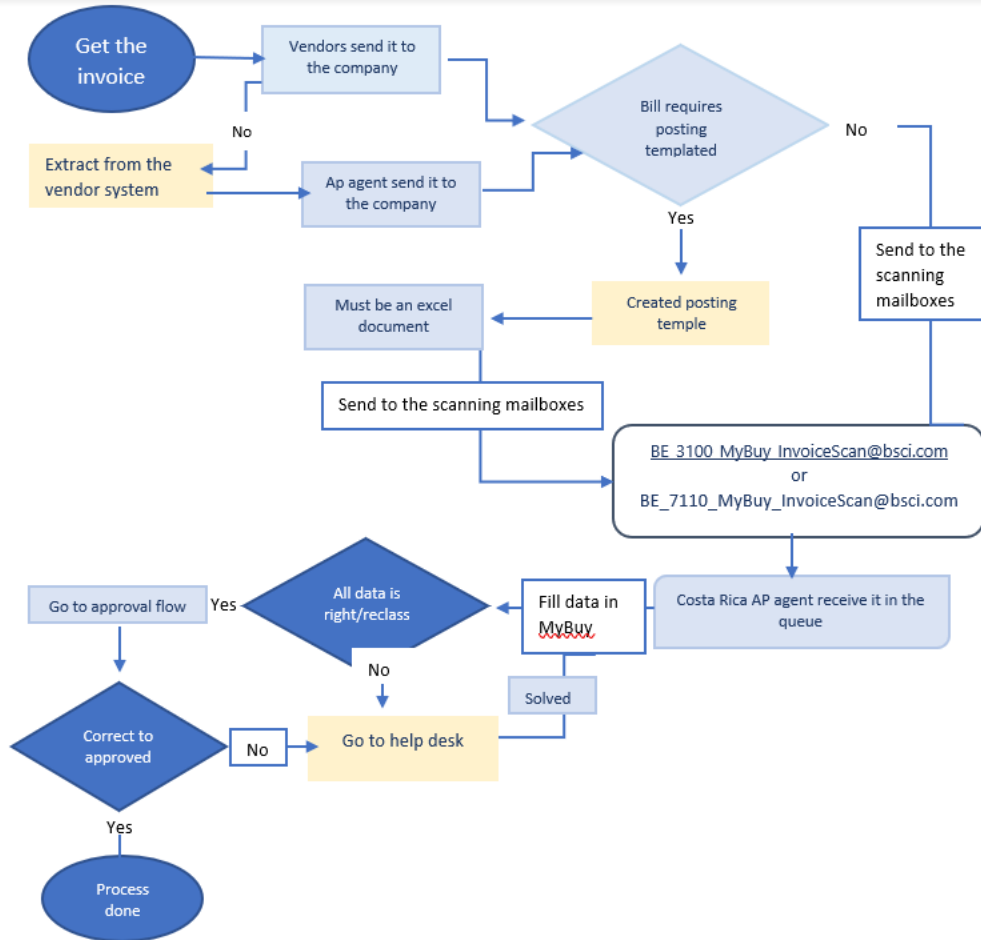 Get the
invoice
Vendors send it to
the company
No
Extract from the
vendor system
Ap agent send it to
the company
Bill requires
posting
templated
No
Yes
Send to the
scanning
mailboxes
Created posting
temple
Must be an excel
document
Send to the scanning mailboxes
BE_3100_MyBuy_InvoiceScan@bsci.com
or
BE_7110_MyBuy_InvoiceScan@bsci.com
Costa Rica AP agent receive it in the
queue
Fill data in
MyBuy
All data is
right/reclass
Yes
Go to approval flow
No
Solved
Go to help desk
Correct to
approved
No
Yes
Process
done